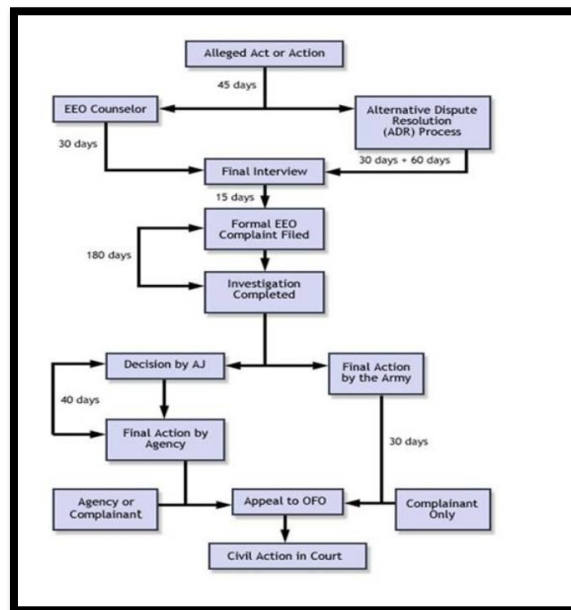 Alleged Act or Action
45 days
EEO Counselor
Alternative Dispute
Resolution
(ADR) Process
30 days
30 days + 60 days
Final Interview
15 days
Formal EEO
Complaint Filed
180 days
Investigation
Completed
Decision by AJ
Final Action
by the Army
40 days
Final Action by
Agency
30 days
Agency or
Complainant
Appeal to OFO
Complainant
Only
Civil Action in Court